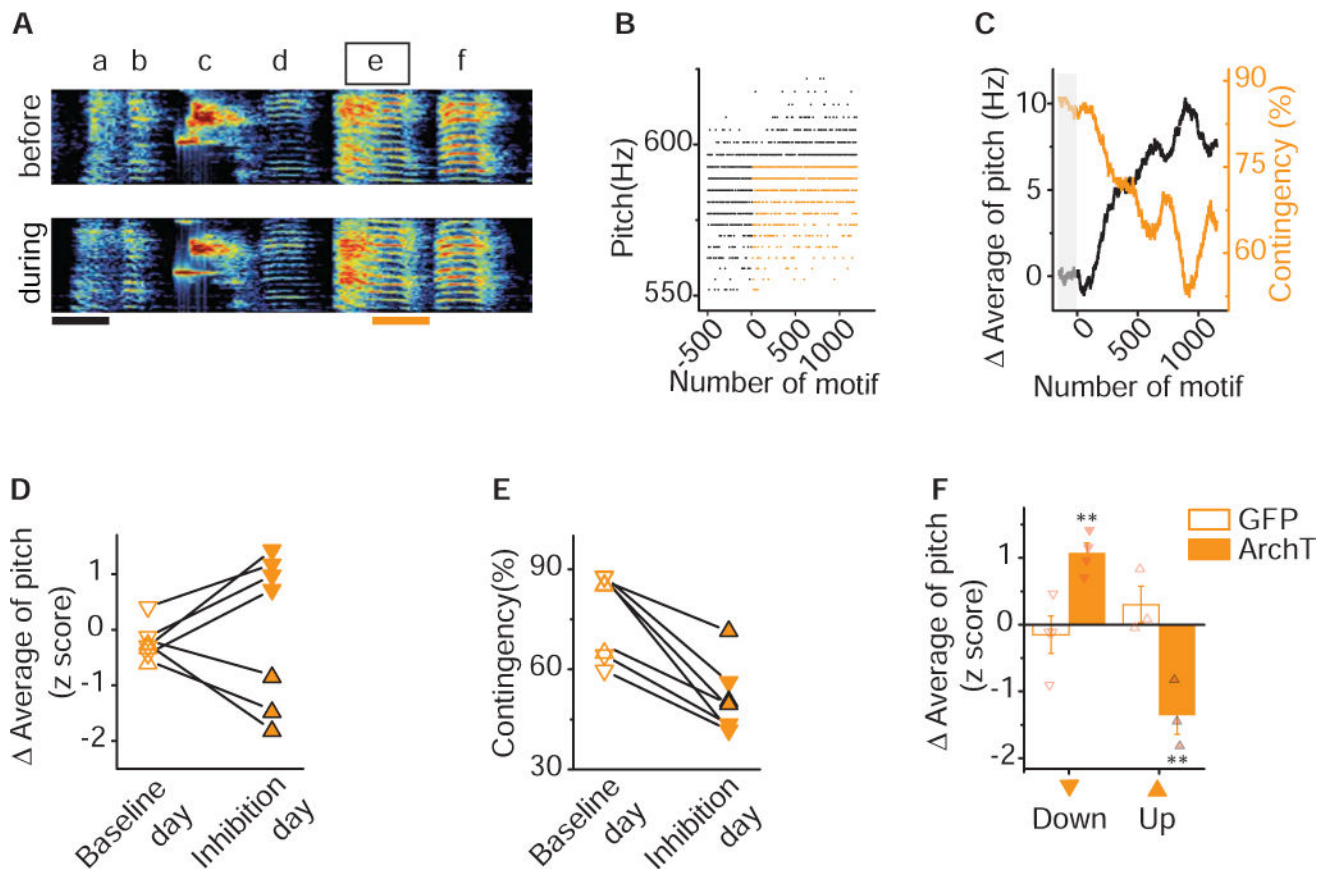 A
a b c d e f
before
during
B
Pitch(Hz)
600
550
-500 0 500 1000
Number of motif
C
Δ Average of pitch (Hz)
10
5
0
90
75
60
Contingency (%)
0 500 1000
Number of motif
D
Δ Average of pitch
(z score)
1
0
-1
-2
Baseline
day
Inhibition
day
E
Contingency(%)
90
60
30
Baseline
day
Inhibition
day
F
Δ Average of pitch
(z score)
1
0
-1
-2
**
**
GFP
ArchT
Down Up